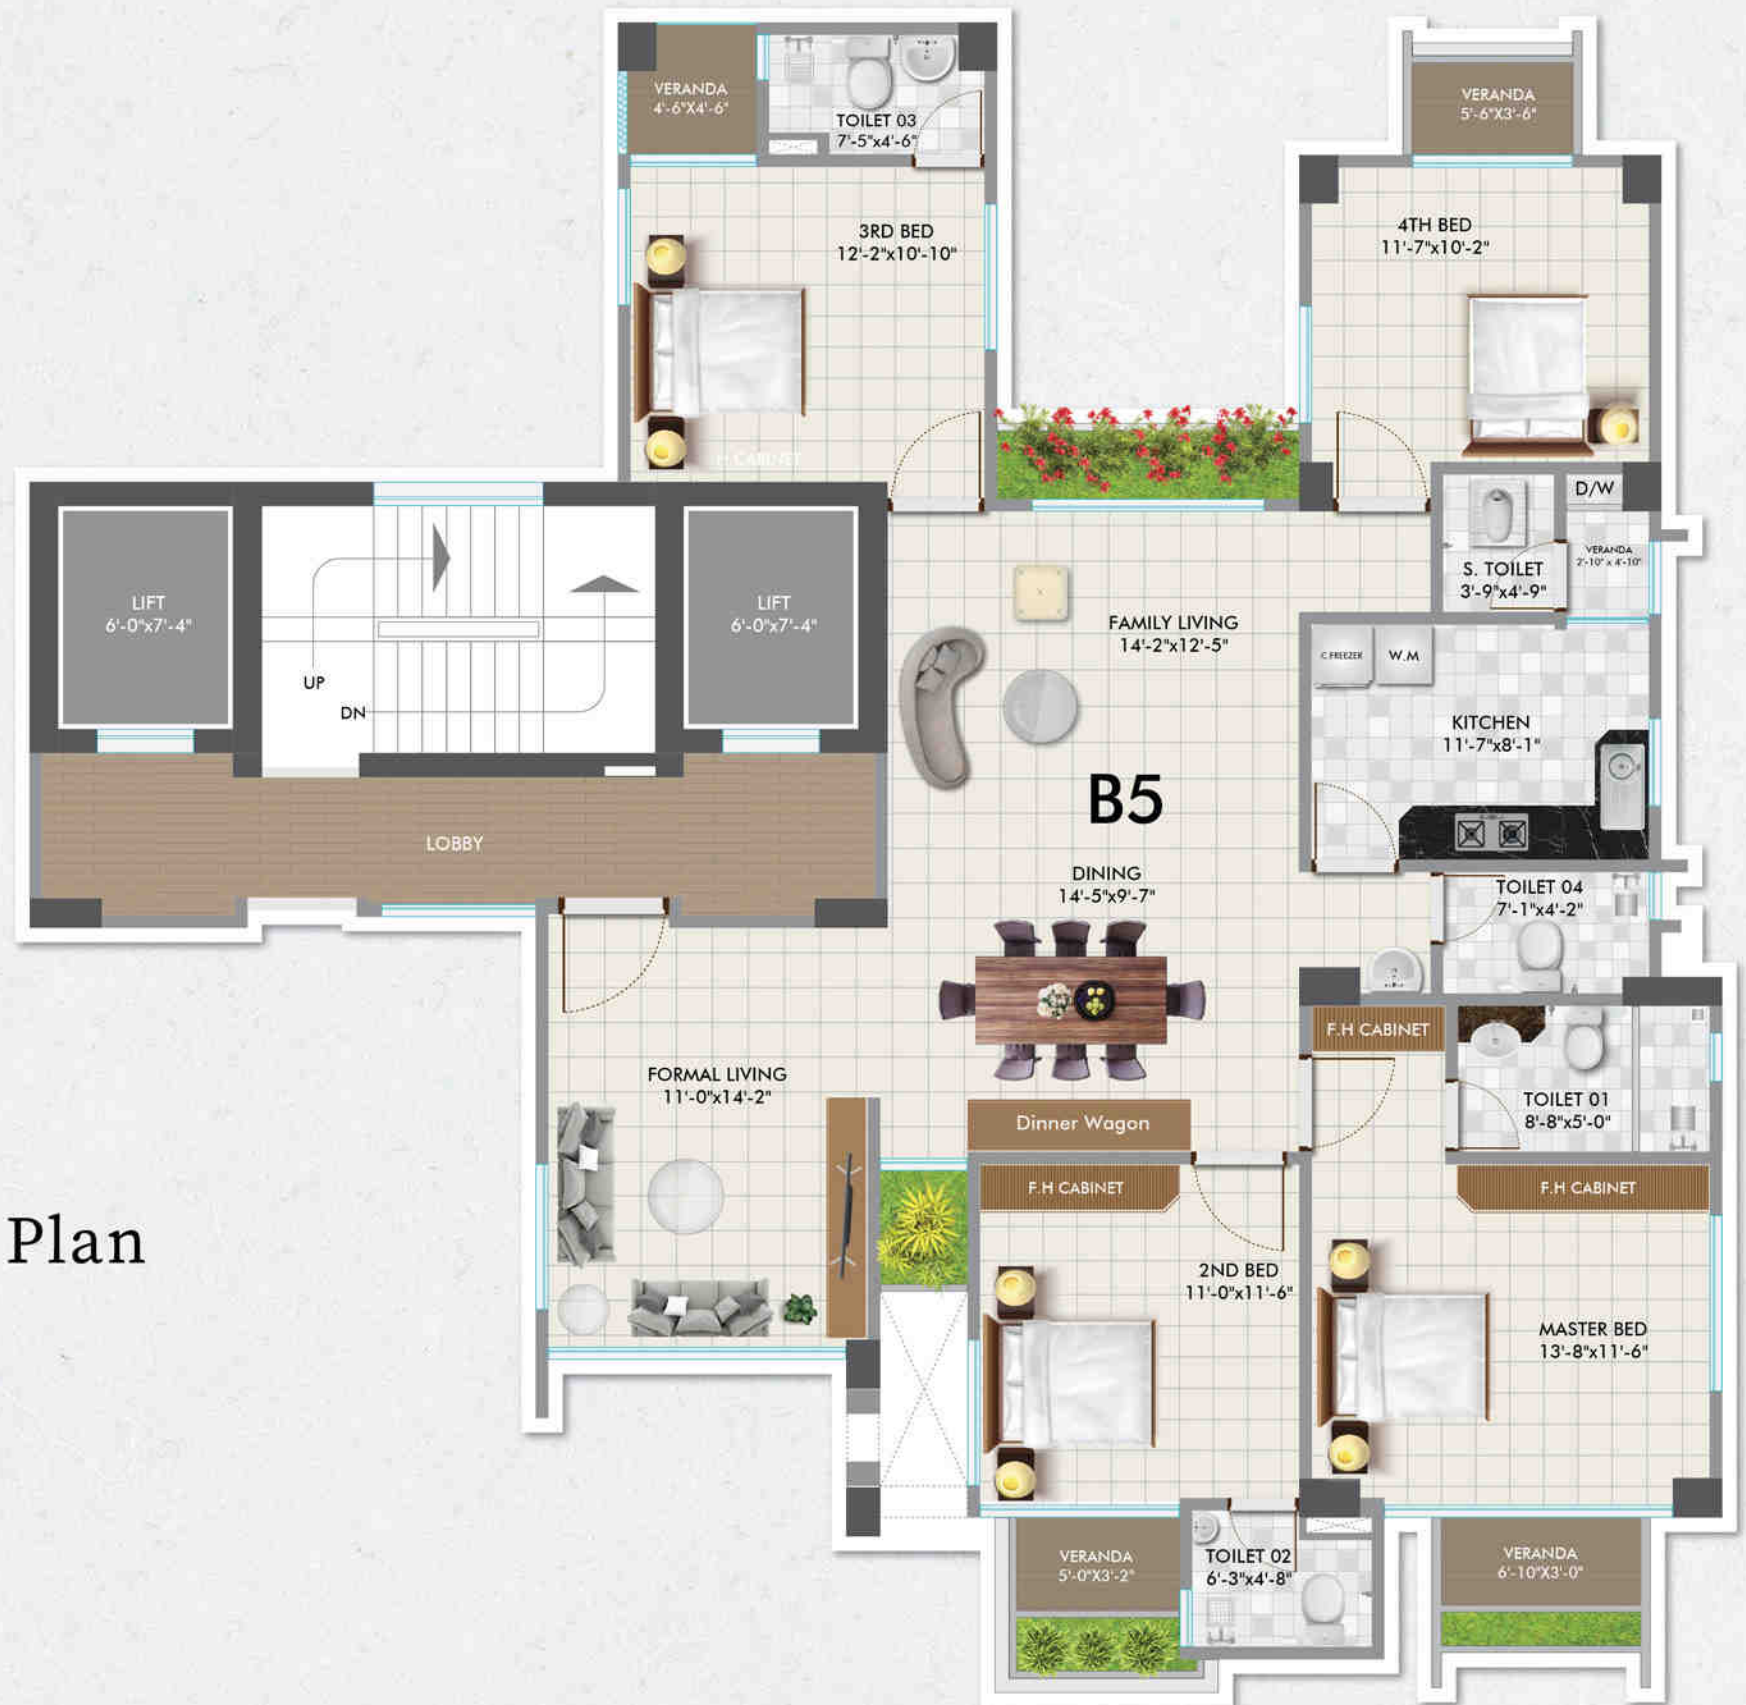 VERANDA
4'-6"X4'-6"
TOILET 03
7'-5"x4'-6"
VERANDA
5'-6"X3'-6"
3RD BED
12'-2"x10'-10"
4TH BED
11'-7"x10'-2"
D/W
VERANDA
2'-10" x 4'-10"
S. TOILET
3'-9"x4'-9"
LIFT
6'-0"x7'-4"
LIFT
6'-0"x7'-4"
UP
DN
FAMILY LIVING
14'-2"x12'-5"
C.FREEZER
W.M
KITCHEN
11'-7"x8'-1"
B5
LOBBY
DINING
14'-5"x9'-7"
TOILET 04
7'-1"x4'-2"
F.H CABINET
FORMAL LIVING
11'-0"x14'-2"
Dinner Wagon
TOILET 01
8'-8"x5'-0"
F.H CABINET
F.H CABINET
Plan
2ND BED
11'-0"x11'-6"
MASTER BED
13'-8"x11'-6"
VERANDA
5'-0"X3'-2"
TOILET 02
6'-3"x4'-8"
VERANDA
6'-10"X3'-0"